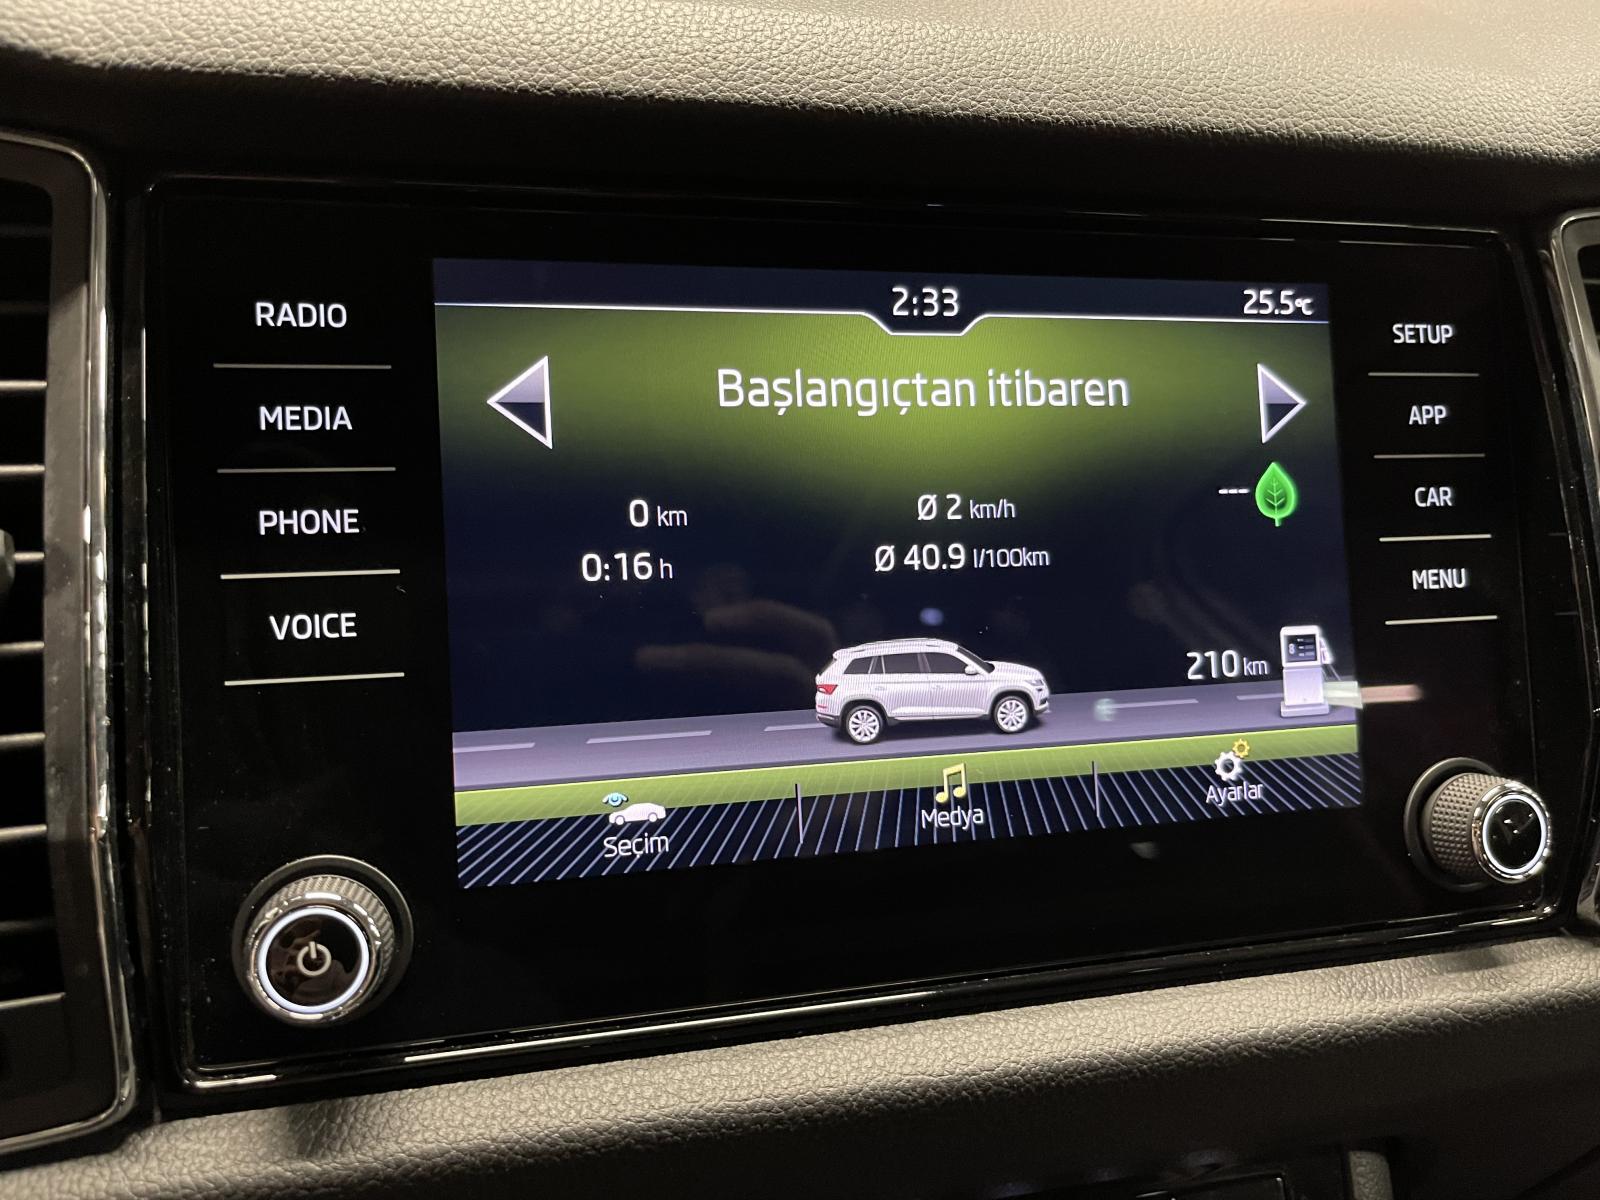 RADIO
MEDIA
PHONE
VOICE
2:33
25.5°C
Başlangıçtan itibaren
0 km
Ø 2 km/h
---
0:16 h
Ø 40.9 l/100km
210 km
Seçim
Medya
Ayarlar
SETUP
APP
CAR
MENU